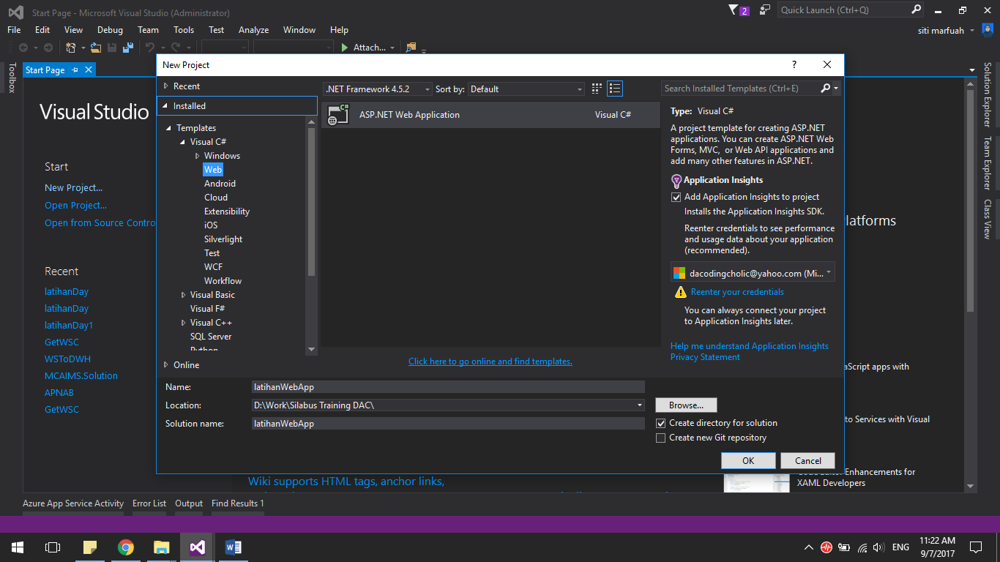 Start Page - Microsoft Visual Studio (Administrator)
2
Quick Launch (Ctrl+Q)
File Edit View Debug Team Tools Test Analyze Window Help
siti marfuah
Attach...
Toolbox
Start Page
Visual Studio
Start
New Project...
Open Project...
Open from Source Contro
Recent
latihanDay
latihanDay
latihanDay1
GetWSC
WSToDWH
MCAIMS.Solution
APNAB
GetWSC
New Project
?
Recent
Installed
Templates
Visual C#
Windows
Web
Android
Cloud
Extensibility
iOS
Silverlight
Test
WCF
Workflow
Visual Basic
Visual F#
Visual C++
SQL Server
Python
Online
.NET Framework 4.5.2
Sort by: Default
Search Installed Templates (Ctrl+E)
C#
ASP.NET Web Application Visual C#
Click here to go online and find templates.
Type: Visual C#
A project template for creating ASP.NET
applications. You can create ASP.NET Web
Forms, MVC, or Web API applications and
add many other features in ASP.NET.
Application Insights
Add Application Insights to project
Installs the Application Insights SDK.
Reenter credentials to see performance
and usage data about your application
(recommended).
dacodingcholic@yahoo.com (Mi...
Reenter your credentials
You can always connect your project
to Application Insights later.
Help me understand Application Insights
Privacy Statement
Name: latihanWebApp
Location: D:\Work\Silabus Training DAC\
Browse...
Solution name: latihanWebApp
Create directory for solution
Create new Git repository
OK
Cancel
Platforms
aScript apps with
to Services with Visual
Enhancements for
XAML Developers
Wiki supports HTML tags, anchor links,
Solution Explorer
Team Explorer
Class View
Azure App Service Activity Error List Output Find Results 1
ENG
11:22 AM
9/7/2017